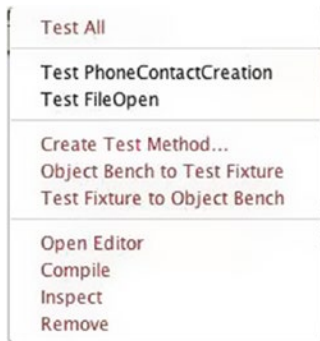 Test All
Test PhoneContactCreation
Test FileOpen
Create Test Method...
Object Bench to Test Fixture
Test Fixture to Object Bench
Open Editor
Compile
Inspect
Remove